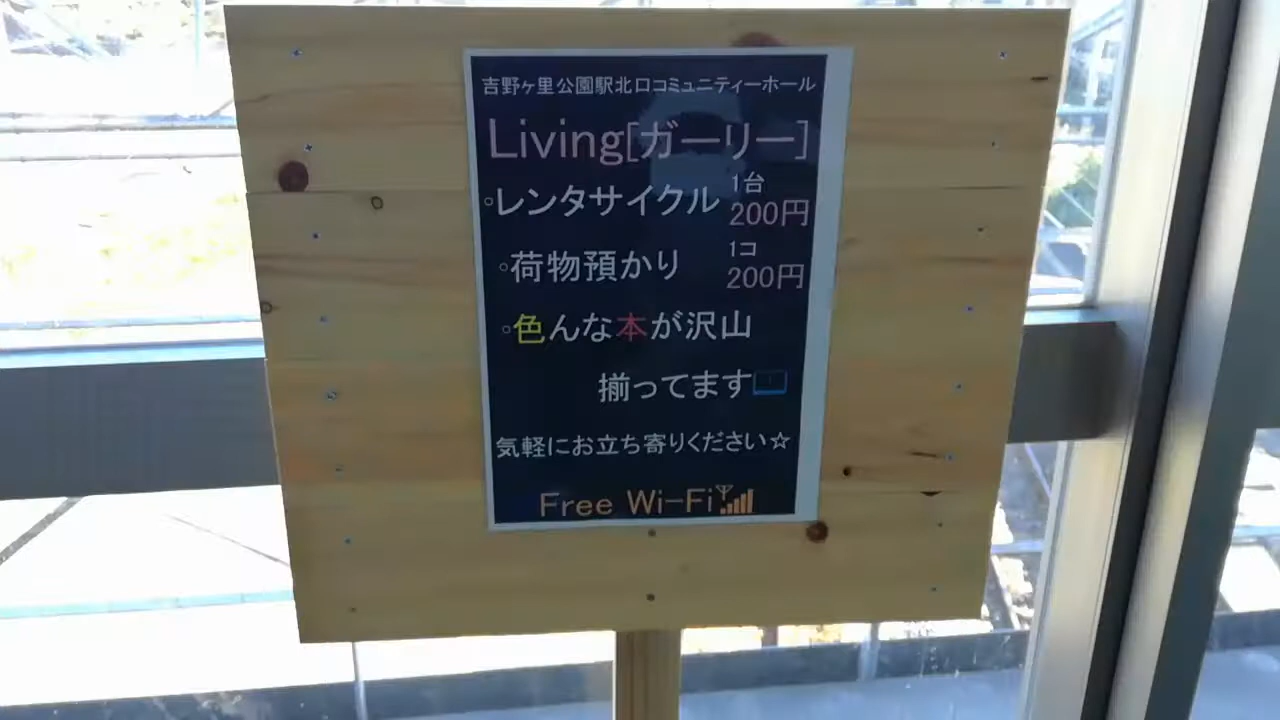 吉野ヶ里公園駅北口コミュニティーホール
Living[ガーリー]
◦レンタサイクル 1台 200円
◦荷物預かり 1コ 200円
◦色んな本が沢山
揃ってます
気軽にお立ち寄りください☆
Free Wi-Fi